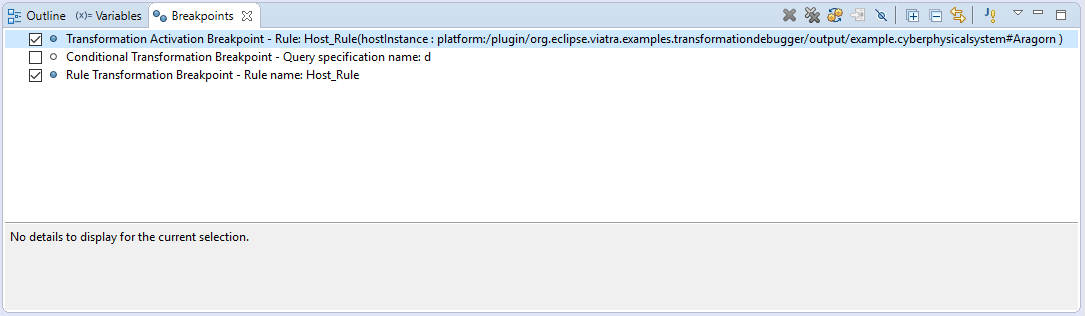 Outline (x)= Variables Breakpoints
Transformation Activation Breakpoint - Rule: Host_Rule(hostInstance : platform:/plugin/org.eclipse.viatra.examples.transformationdebugger/output/example.cyberphysicalsystem#Aragorn )
Conditional Transformation Breakpoint - Query specification name: d
Rule Transformation Breakpoint - Rule name: Host_Rule
No details to display for the current selection.